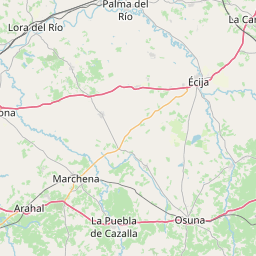 Palma del
Río
La Ca
Lora del Río
Écija
ona
Marchena
Arahal
La Puebla
de Cazalla
Osuna